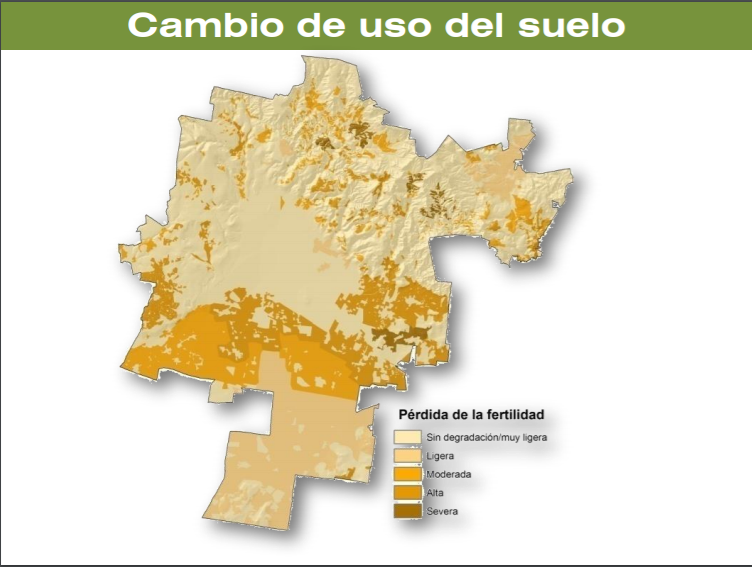 Cambio de uso del suelo
Pérdida de la fertilidad
Sin degradación/muy ligera
Ligera
Moderada
Alta
Severa